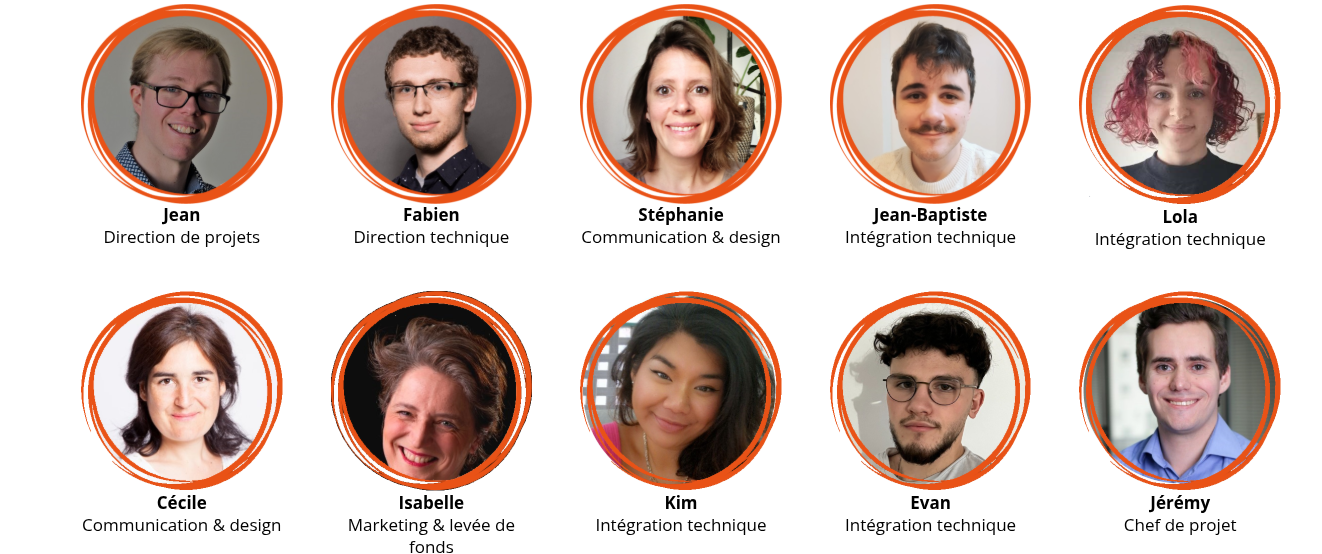 Jean
Direction de projets
Fabien
Direction technique
Stéphanie
Communication & design
Jean-Baptiste
Intégration technique
Lola
Intégration technique
Cécile
Communication & design
Isabelle
Marketing & levée de
fonds
Kim
Intégration technique
Evan
Intégration technique
Jérémy
Chef de projet